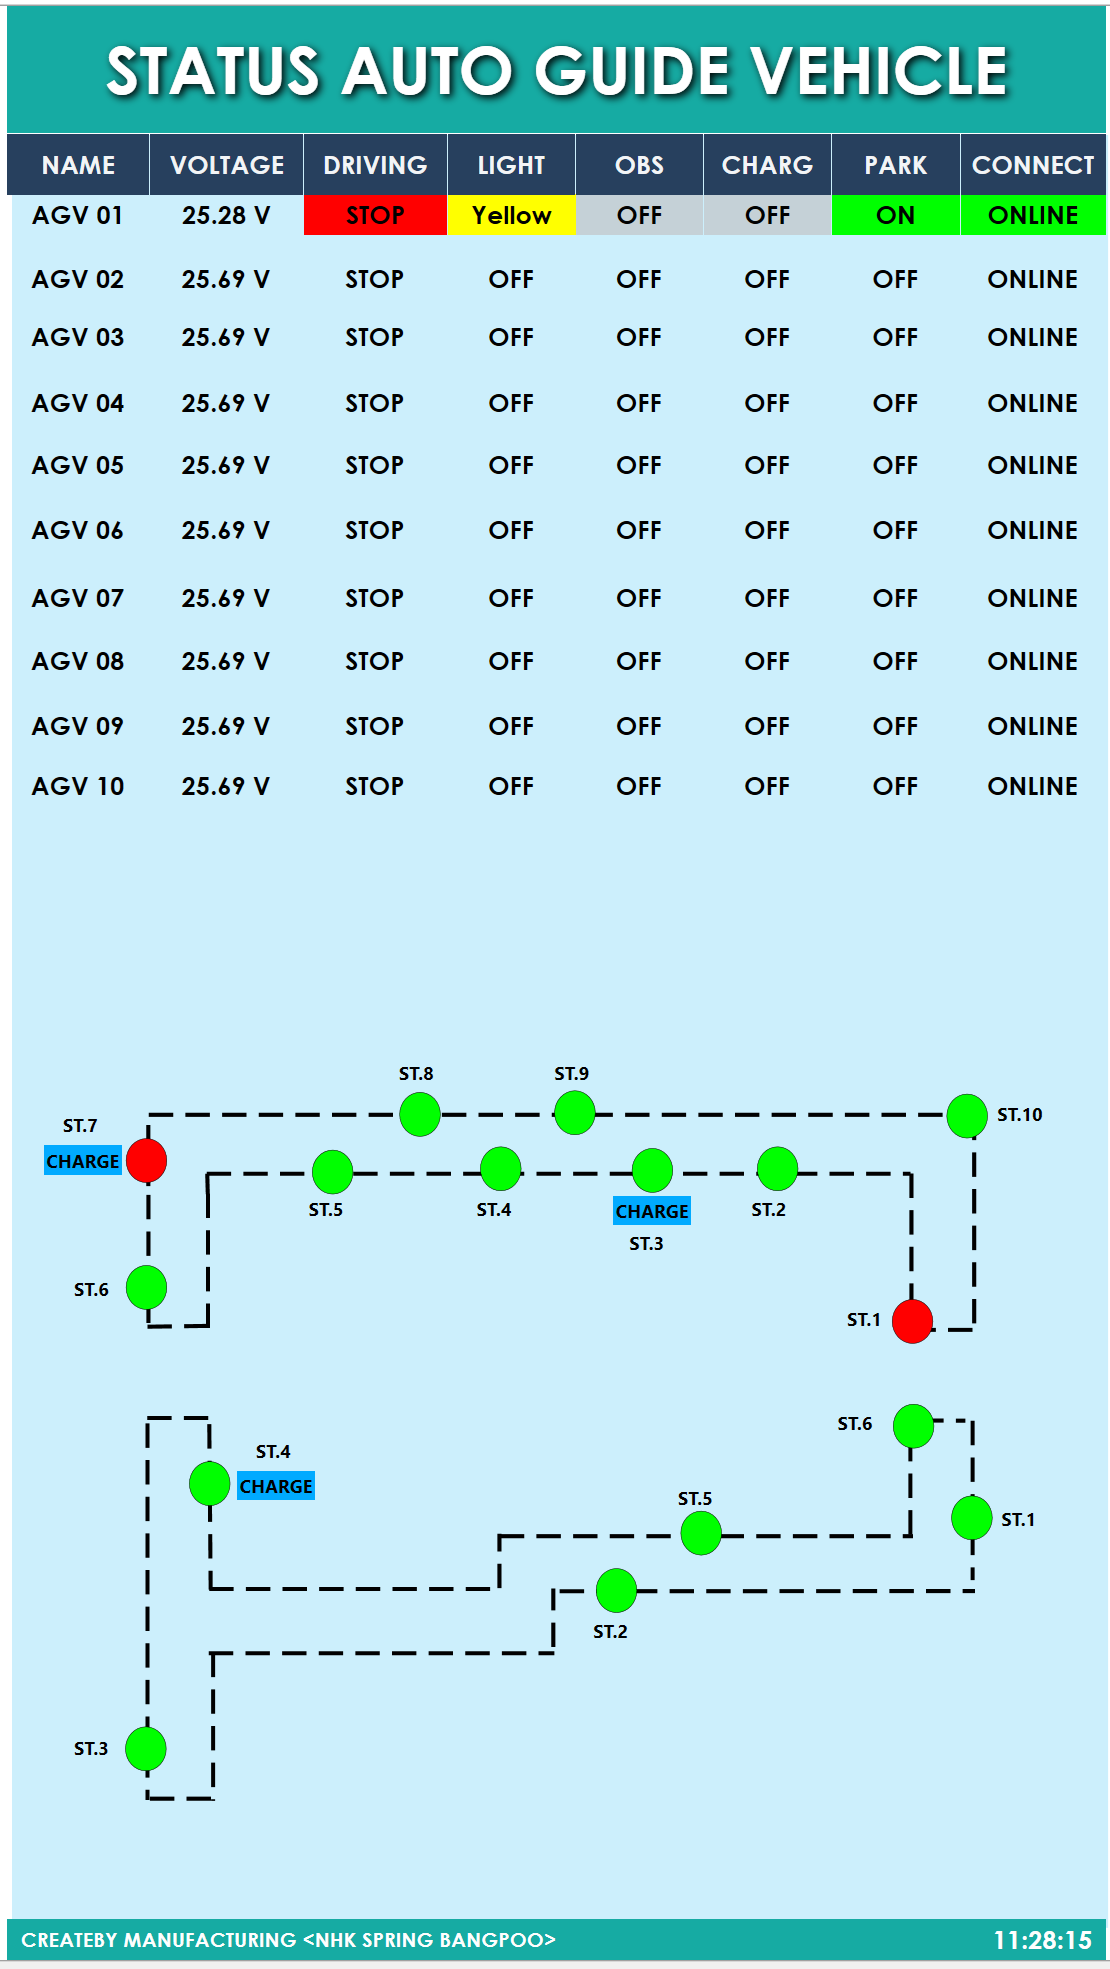 STATUS AUTO GUIDE VEHICLE
NAME VOLTAGE DRIVING LIGHT OBS CHARG PARK CONNECT
AGV 01 25.28 V STOP Yellow OFF OFF ON ONLINE
AGV 02 25.69 V STOP OFF OFF OFF OFF ONLINE
AGV 03 25.69 V STOP OFF OFF OFF OFF ONLINE
AGV 04 25.69 V STOP OFF OFF OFF OFF ONLINE
AGV 05 25.69 V STOP OFF OFF OFF OFF ONLINE
AGV 06 25.69 V STOP OFF OFF OFF OFF ONLINE
AGV 07 25.69 V STOP OFF OFF OFF OFF ONLINE
AGV 08 25.69 V STOP OFF OFF OFF OFF ONLINE
AGV 09 25.69 V STOP OFF OFF OFF OFF ONLINE
AGV 10 25.69 V STOP OFF OFF OFF OFF ONLINE
ST.8 ST.9
ST.7 ST.10
CHARGE
ST.5 ST.4 CHARGE ST.2
ST.3
ST.6
ST.1
ST.6
ST.4
CHARGE
ST.5
ST.1
ST.2
ST.3
CREATEBY MANUFACTURING <NHK SPRING BANGPOO> 11:28:15